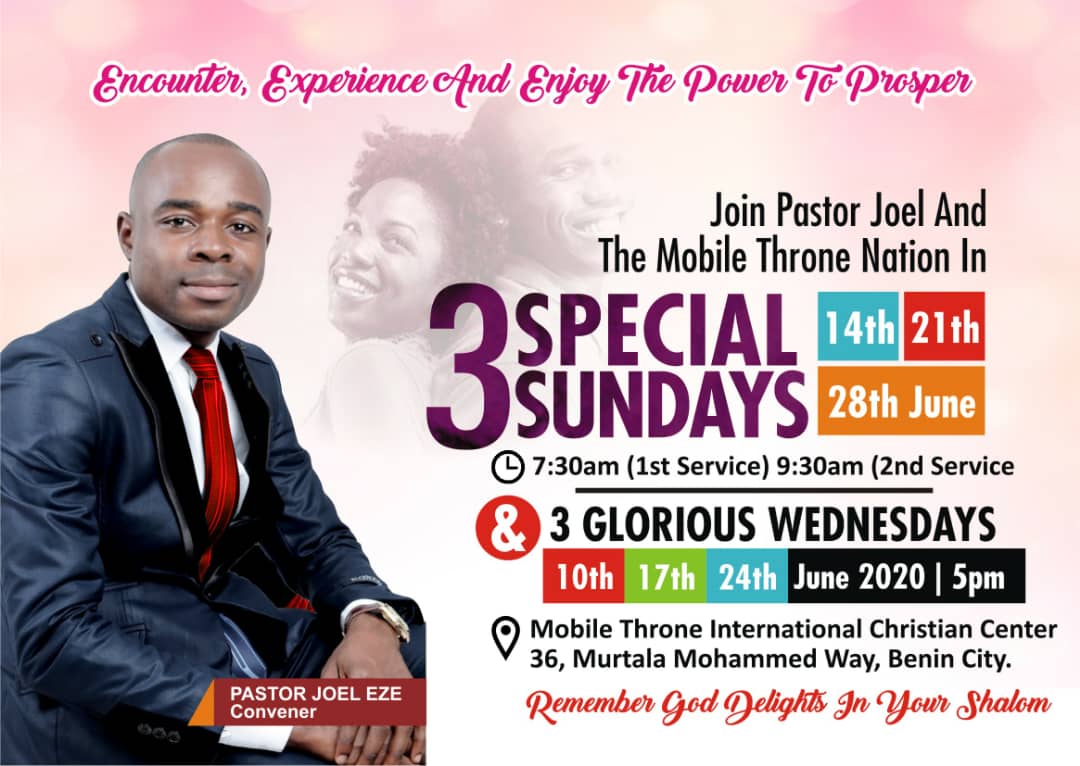 Encounter, Experience And Enjoy The Power To Prosper
Join Pastor Joel And
The Mobile Throne Nation In
3 SPECIAL SUNDAYS
14th 21th
28th June
7:30am (1st Service) 9:30am (2nd Service
& 3 GLORIOUS WEDNESDAYS
10th 17th 24th June 2020 | 5pm
Mobile Throne International Christian Center
36, Murtala Mohammed Way, Benin City.
Remember God Delights In Your Shalom
PASTOR JOEL EZE
Convener